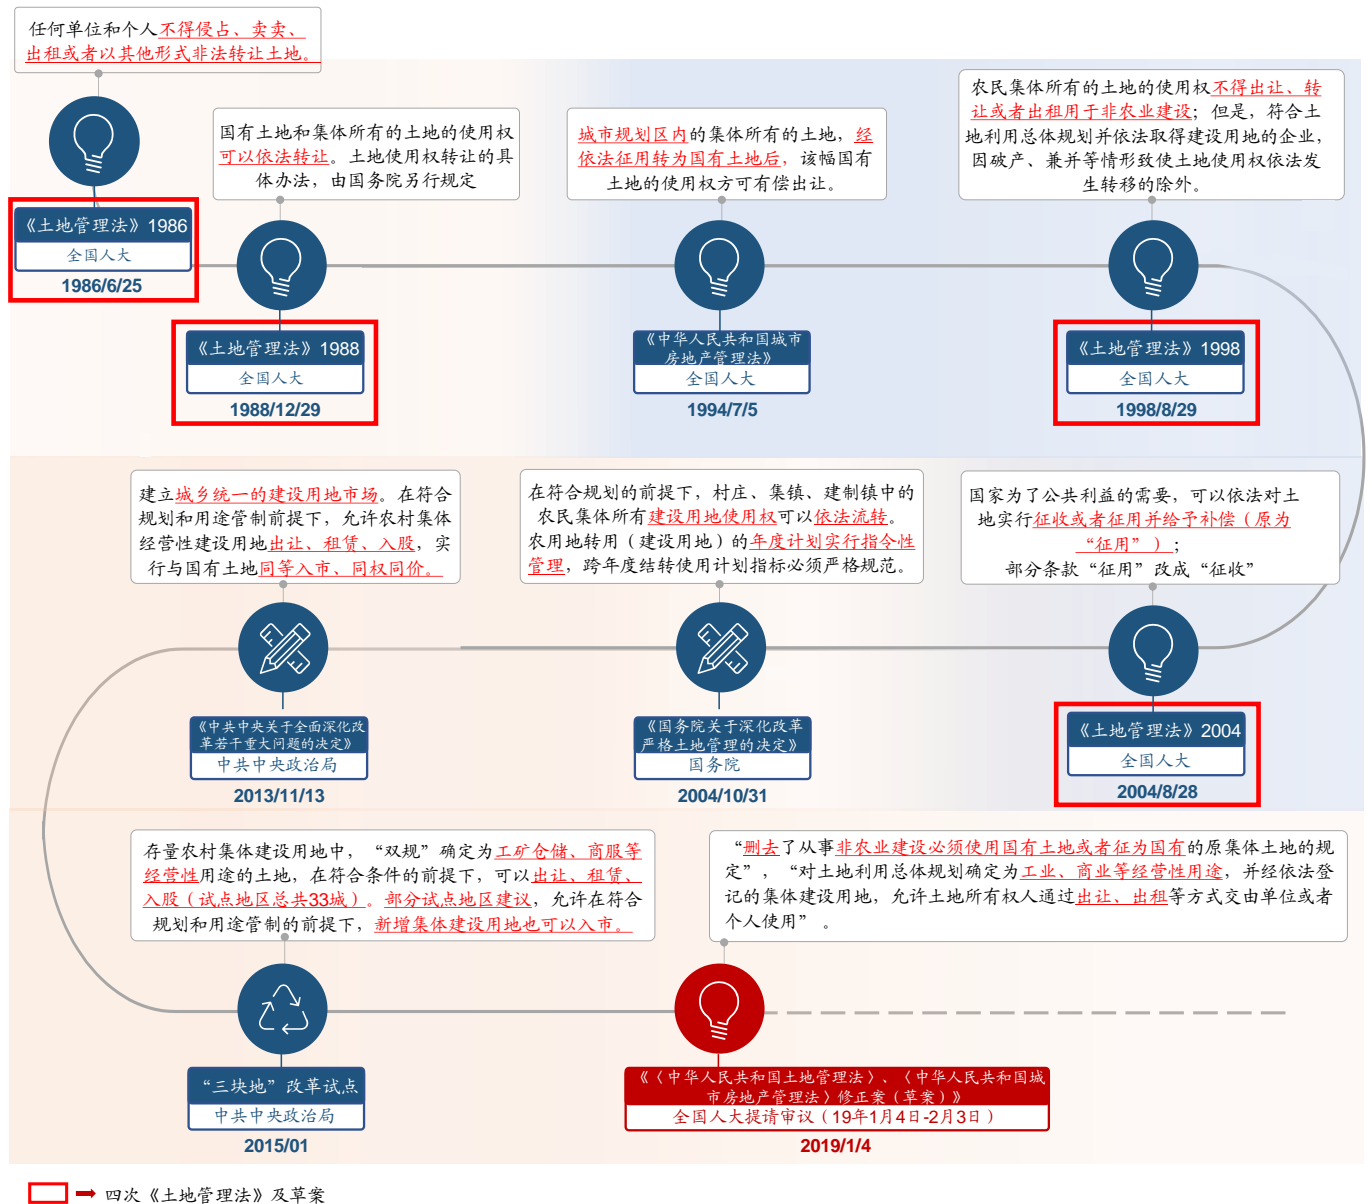 任何单位和个人不得侵占、卖卖、
出租或者以其他形式非法转让土地。
《土地管理法》1986
全国人大
1986/6/25
国有土地和集体所有的土地的使用权
可以依法转让。土地使用权转让的具
体办法，由国务院另行规定
《土地管理法》1988
全国人大
1988/12/29
城市规划区内的集体所有的土地，经
依法征用转为国有土地后，该幅国有
土地的使用权方可有偿出让。
《中华人民共和国城市
房地产管理法》
全国人大
1994/7/5
农民集体所有的土地的使用权不得出让、转
让或者出租用于非农业建设；但是，符合土
地利用总体规划并依法取得建设用地的企业，
因破产、兼并等情形致使土地使用权依法发
生转移的除外。
《土地管理法》1998
全国人大
1998/8/29
国家为了公共利益的需要，可以依法对土
地实行征收或者征用并给予补偿（原为
“征用”）；
部分条款“征用”改成“征收”
《土地管理法》2004
全国人大
2004/8/28
在符合规划的前提下，村庄、集镇、建制镇中的
农民集体所有建设用地使用权可以依法流转。
农用地转用（建设用地）的年度计划实行指令性
管理，跨年度结转使用计划指标必须严格规范。
《国务院关于深化改革
严格土地管理的决定》
国务院
2004/10/31
建立城乡统一的建设用地市场。在符合
规划和用途管制前提下，允许农村集体
经营性建设用地出让、租赁、入股，实
行与国有土地同等入市、同权同价。
《中共中央关于全面深化改
革若干重大问题的决定》
中共中央政治局
2013/11/13
存量农村集体建设用地中，“双规”确定为工矿仓储、商服等
经营性用途的土地，在符合条件的前提下，可以出让、租赁、
入股（试点地区总共33城）。部分试点地区建议，允许在符合
规划和用途管制的前提下，新增集体建设用地也可以入市。
“三块地”改革试点
中共中央政治局
2015/01
“删去了从事非农业建设必须使用国有土地或者征为国有的原集体土地的规
定”，“对土地利用总体规划确定为工业、商业等经营性用途，并经依法登
记的集体建设用地，允许土地所有权人通过出让、出租等方式交由单位或者
个人使用”。
《〈中华人民共和国土地管理法〉、〈中华人民共和国城
市房地产管理法〉修正案（草案）》
全国人大提请审议（19年1月4日-2月3日）
2019/1/4
四次《土地管理法》及草案